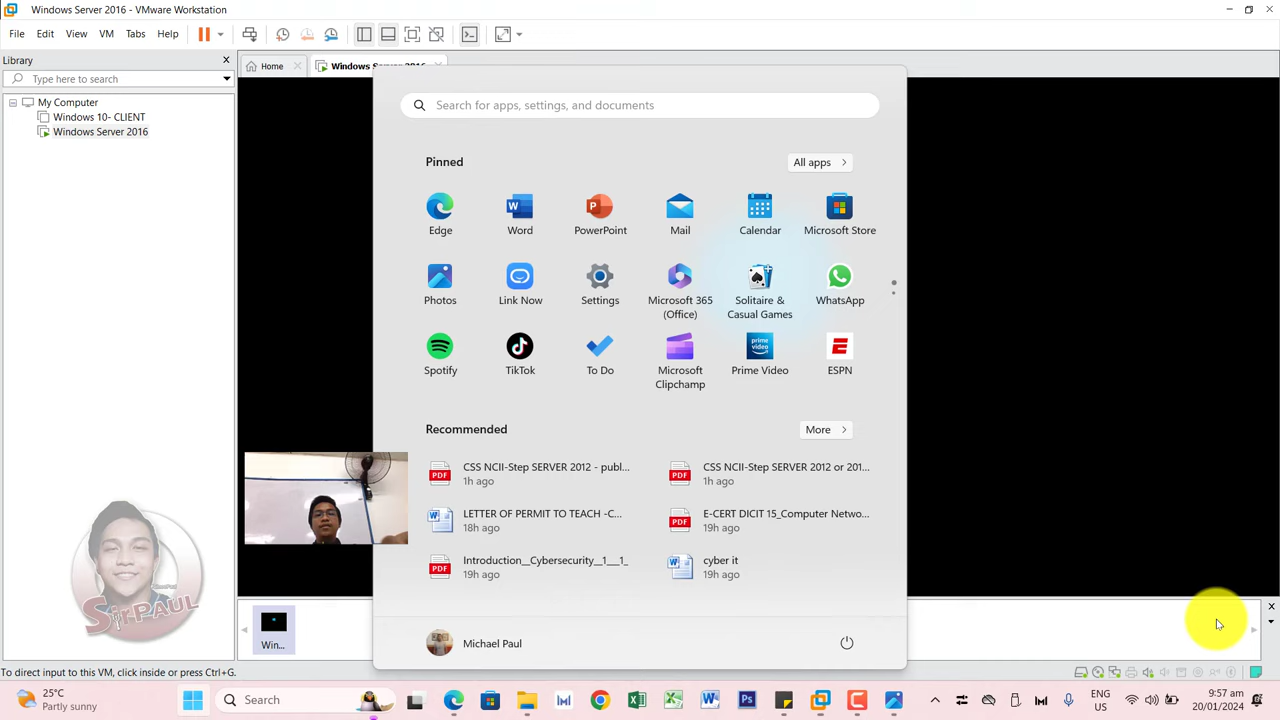 Windows Server 2016 - VMware Workstation
File Edit View VM Tabs Help
Library
Type here to search
My Computer
Windows 10- CLIENT
Windows Server 2016
Home
Windows Server 2016
Search for apps, settings, and documents
Pinned
All apps
Edge
Word
PowerPoint
Mail
Calendar
Microsoft Store
Photos
Link Now
Settings
Microsoft 365
(Office)
Solitaire &
Casual Games
WhatsApp
Spotify
TikTok
To Do
Microsoft
Clipchamp
Prime Video
ESPN
Recommended
More
CSS NCII-Step SERVER 2012 - publ...
1h ago
CSS NCII-Step SERVER 2012 or 201...
1h ago
LETTER OF PERMIT TO TEACH -C...
18h ago
E-CERT DICIT 15_Computer Netwo...
19h ago
Introduction__Cybersecurity__1___1_
19h ago
cyber it
19h ago
Michael Paul
SirPAUL
Win...
To direct input to this VM, click inside or press Ctrl+G.
25°C
Partly sunny
Search
ENG
US
9:57 am
20/01/2024